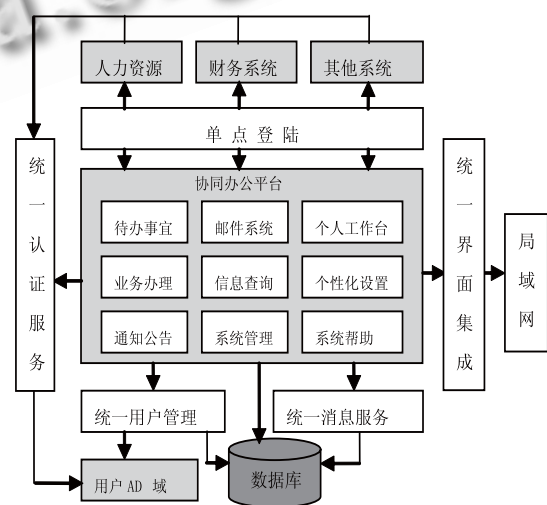 人力资源 财务系统 其他系统
单点登陆
协同办公平台
待办事宜 邮件系统 个人工作台
业务办理 信息查询 个性化设置
通知公告 系统管理 系统帮助
统一认证服务
统一界面集成
局域网
统一用户管理 统一消息服务
用户 AD 域
数据库